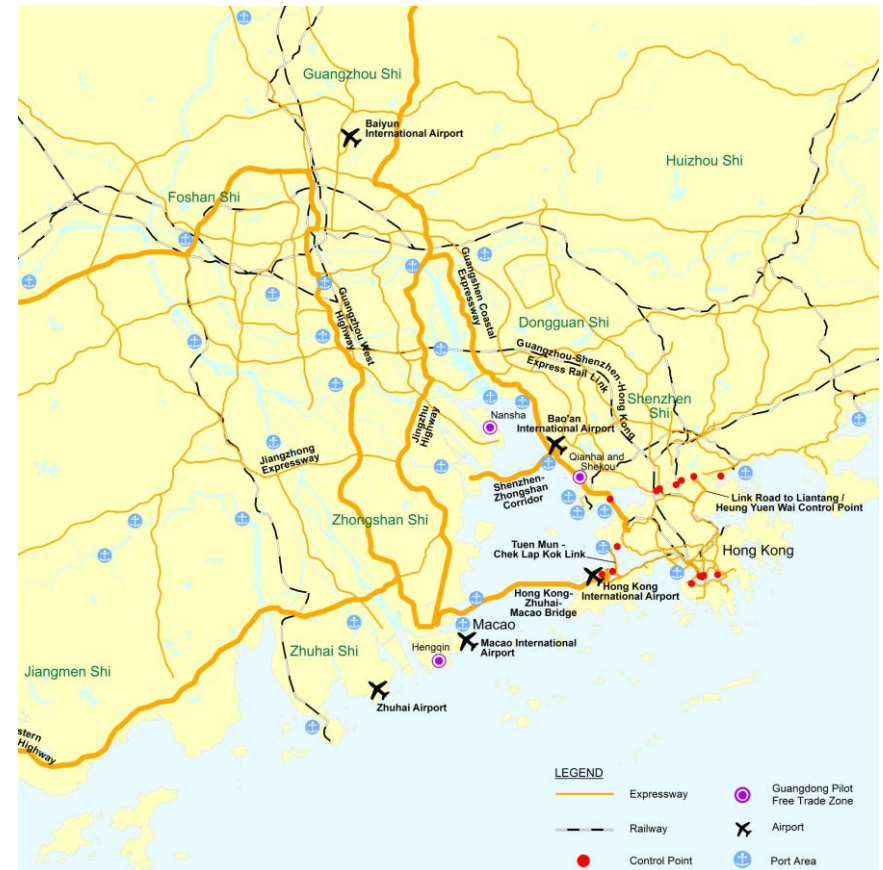 Guangzhou Shi
Baiyun
International Airport
Huizhou Shi
Foshan Shi
Guangshen Coastal
Expressway
Guangzhou West
Highway
Dongguan Shi
Guangzhou-Shenzhen-Hong Kong
Express Rail Link
Jingzhu
Highway
Shenzhen
Shi
Nansha
Bao'an
International Airport
Qianhai and
Shekou
Jiangzhong
Expressway
Shenzhen-
Zhongshan
Corridor
Link Road to Liantang /
Heung Yuen Wai Control Point
Zhongshan Shi
Tuen Mun -
Chek Lap Kok Link
Hong Kong
Hong Kong
International Airport
Hong Kong-
Zhuhai-
Macao Bridge
Macao
Macao International
Airport
Hengqin
Zhuhai Shi
Jiangmen Shi
Zhuhai Airport
stern
Highway
LEGEND
Expressway
Guangdong Pilot
Free Trade Zone
Railway
Airport
Control Point
Port Area